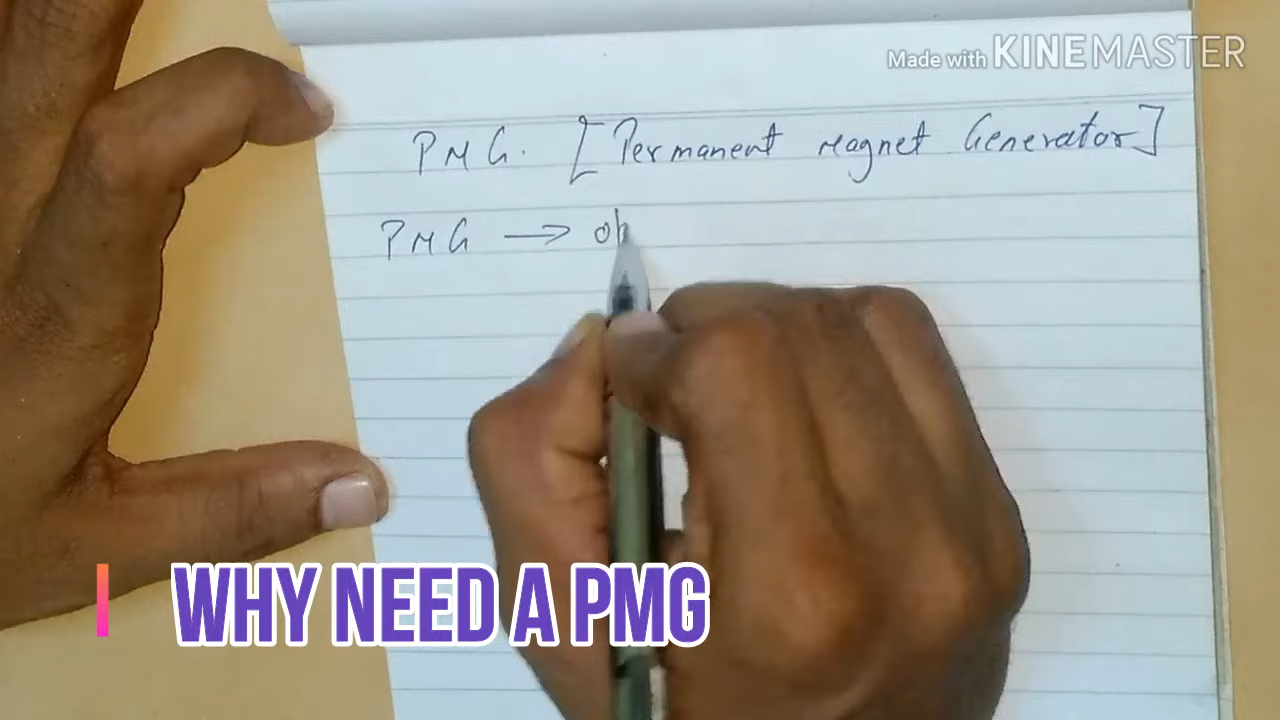 Made with KINEMASTER
PMG. [Permanent Magnet Generator]
PMG →
WHY NEED A PMG